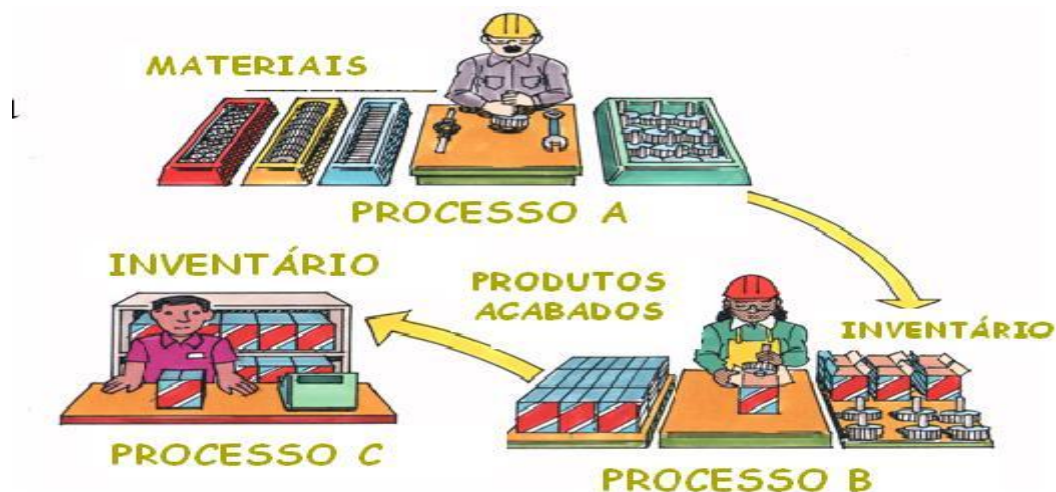 MATERIAIS
PROCESSO A
INVENTÁRIO
PRODUTOS
ACABADOS
INVENTÁRIO
PROCESSO C
PROCESSO B